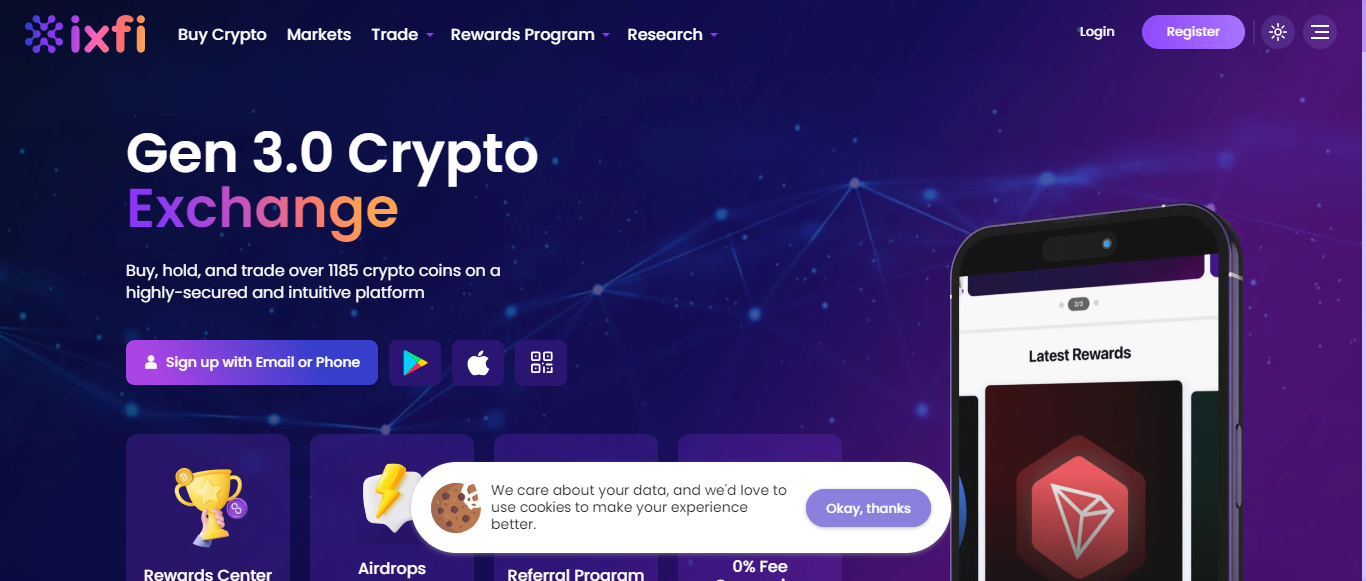 ixfi
Buy Crypto Markets Trade Rewards Program Research
Login Register
Gen 3.0 Crypto
Exchange
Buy, hold, and trade over 1185 crypto coins on a
highly-secured and intuitive platform
Sign up with Email or Phone
2/3
Latest Rewards
We care about your data, and we'd love to
use cookies to make your experience
better.
Okay, thanks
Rewards Center
Airdrops
Referral Program
0% Fee